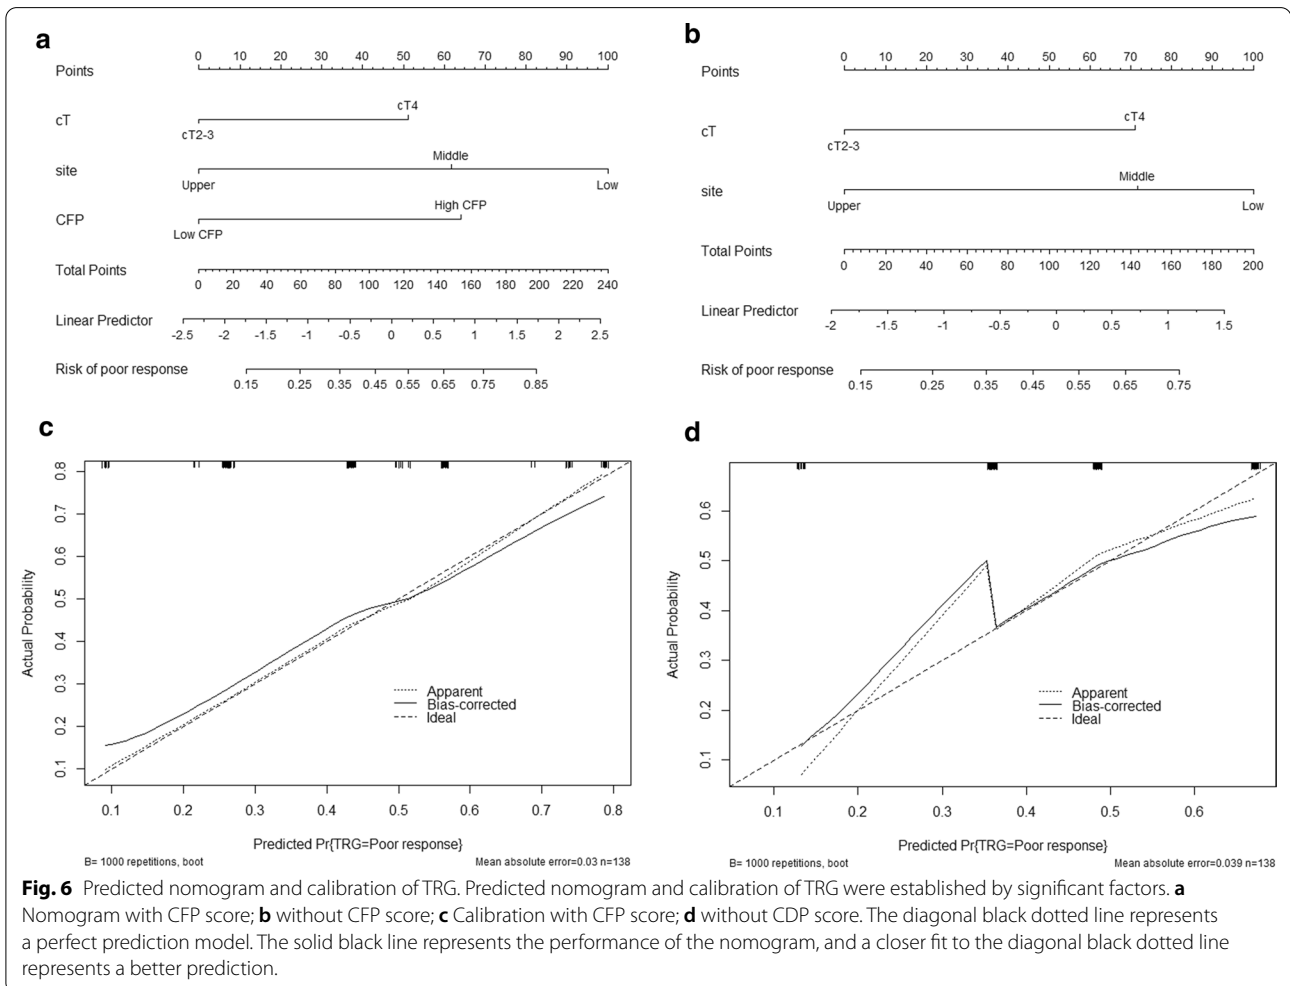 a
Points
0 10 20 30 40 50 60 70 80 90 100
cT
cT4
cT2-3
site
Middle
Upper Low
CFP
High CFP
Low CFP
Total Points
0 20 40 60 80 100 120 140 160 180 200 220 240
Linear Predictor
-2.5 -2 -1.5 -1 -0.5 0 0.5 1 1.5 2 2.5
Risk of poor response
0.15 0.25 0.35 0.45 0.55 0.65 0.75 0.85
b
Points
0 10 20 30 40 50 60 70 80 90 100
cT
cT4
cT2-3
site
Middle
Upper Low
Total Points
0 20 40 60 80 100 120 140 160 180 200
Linear Predictor
-2 -1.5 -1 -0.5 0 0.5 1 1.5
Risk of poor response
0.15 0.25 0.35 0.45 0.55 0.65 0.75
c
Actual Probability
0.8
0.7
0.6
0.5
0.4
0.3
0.2
0.1
Apparent
Bias-corrected
Ideal
0.1 0.2 0.3 0.4 0.5 0.6 0.7 0.8
Predicted Pr{TRG=Poor response}
B= 1000 repetitions, boot
Mean absolute error=0.03 n=138
d
Actual Probability
0.6
0.5
0.4
0.3
0.2
0.1
Apparent
Bias-corrected
Ideal
0.1 0.2 0.3 0.4 0.5 0.6
Predicted Pr{TRG=Poor response}
B= 1000 repetitions, boot
Mean absolute error=0.039 n=138
Fig. 6 Predicted nomogram and calibration of TRG. Predicted nomogram and calibration of TRG were established by significant factors. a
Nomogram with CFP score; b without CFP score; c Calibration with CFP score; d without CDP score. The diagonal black dotted line represents
a perfect prediction model. The solid black line represents the performance of the nomogram, and a closer fit to the diagonal black dotted line
represents a better prediction.